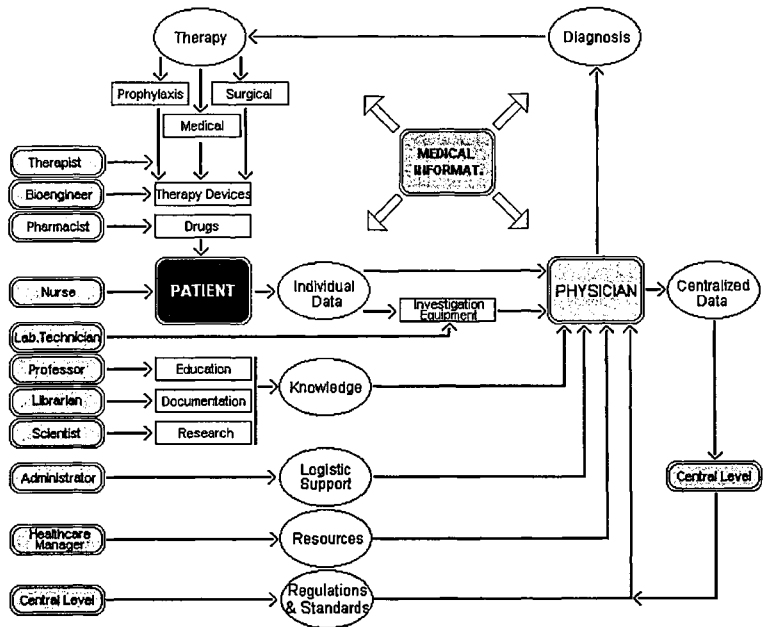 Therapy
Diagnosis
Prophylaxis
Surgical
Medical
MEDICAL
INFORMAT.
Therapist
Bioengineer
Therapy Devices
Pharmacist
Drugs
Nurse
PATIENT
Individual
Data
Investigation
Equipment
PHYSICIAN
Centralized
Data
Lab.Technician
Professor
Education
Knowledge
Librarian
Documentation
Scientist
Research
Administrator
Logistic
Support
Central Level
Healthcare
Manager
Resources
Central Level
Regulations
& Standards